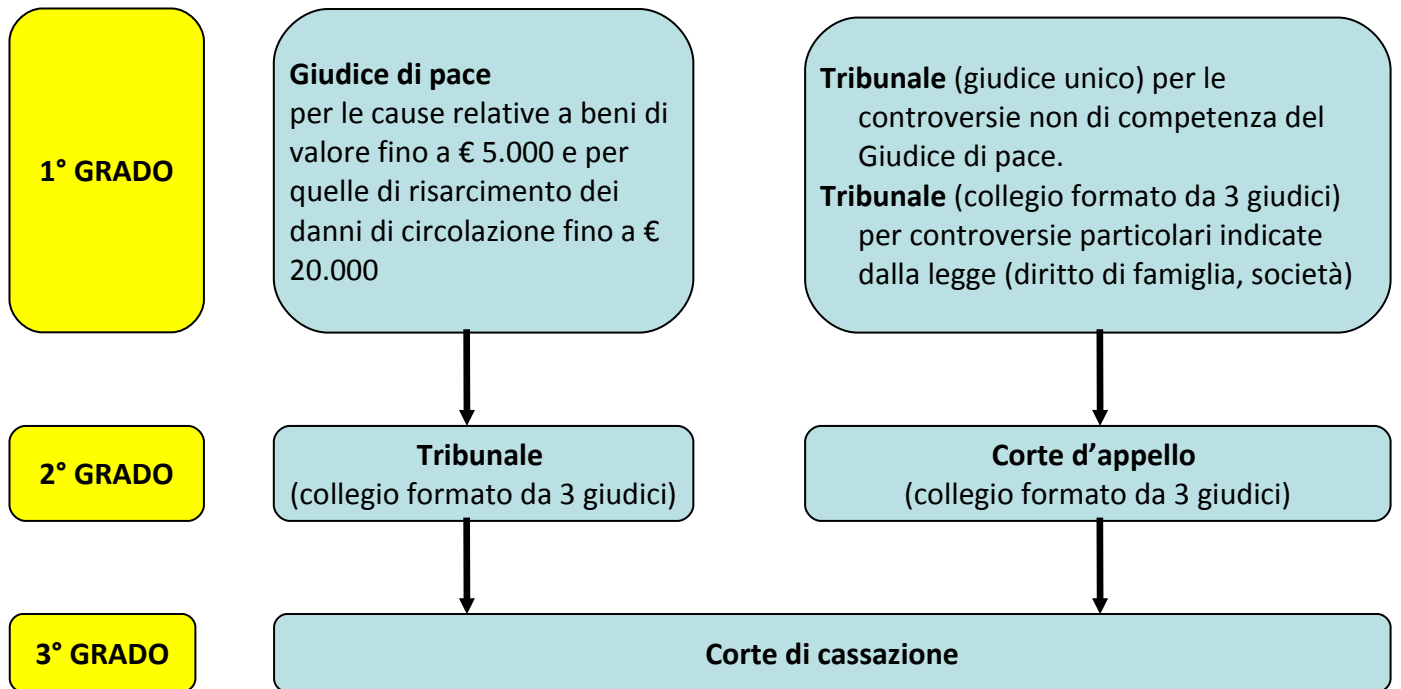 1° GRADO
Giudice di pace
per le cause relative a beni di
valore fino a € 5.000 e per
quelle di risarcimento dei
danni di circolazione fino a €
20.000
Tribunale (giudice unico) per le
controversie non di competenza del
Giudice di pace.
Tribunale (collegio formato da 3 giudici)
per controversie particolari indicate
dalla legge (diritto di famiglia, società)
2° GRADO
Tribunale
(collegio formato da 3 giudici)
Corte d’appello
(collegio formato da 3 giudici)
3° GRADO
Corte di cassazione